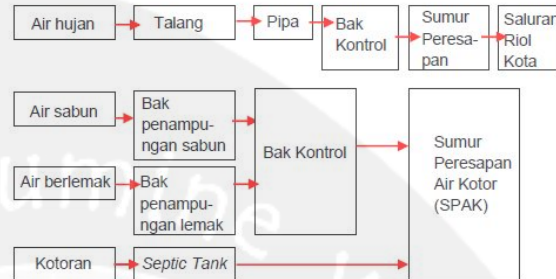 Air hujan
Talang
Pipa
Bak
Kontrol
Sumur
Peresa-
pan
Saluran
Riol
Kota
Air sabun
Bak
penampu-
ngan sabun
Air berlemak
Bak
penampu-
ngan lemak
Bak Kontrol
Sumur
Peresapan
Air Kotor
(SPAK)
Kotoran
Septic Tank